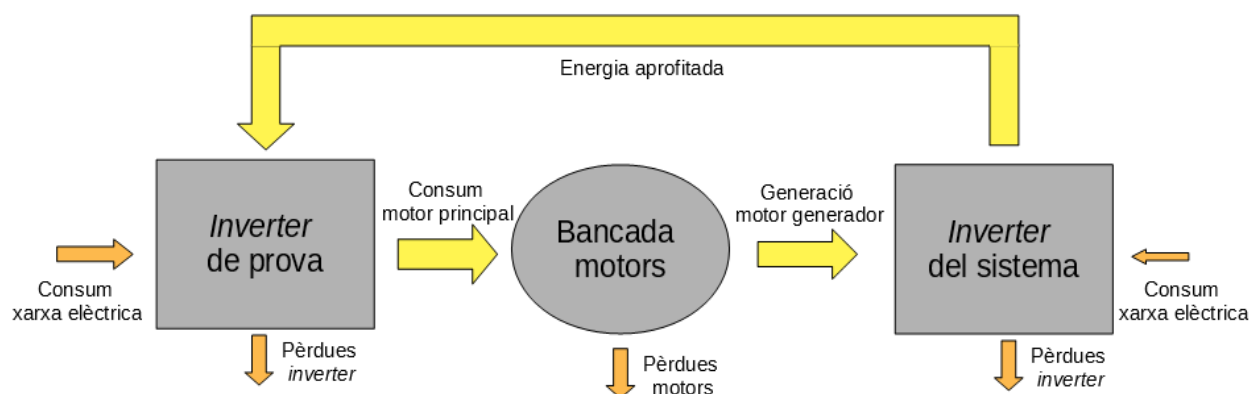 Energia aprofitada
Consum
xarxa elèctrica
Inverter
de prova
Pèrdues
inverter
Consum
motor principal
Bancada
motors
Pèrdues
motors
Generació
motor generador
Inverter
del sistema
Pèrdues
inverter
Consum
xarxa elèctrica